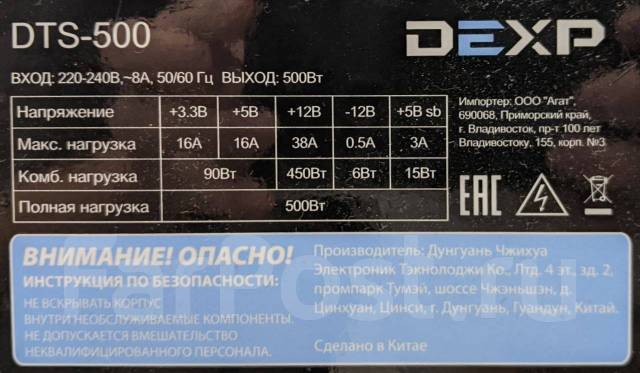 DTS-500
DEXP
ВХОД: 220-240В,~8А, 50/60 Гц ВЫХОД: 500Вт
Напряжение +3.3В +5В +12В -12В +5В sb
Макс. нагрузка 16А 16А 38А 0.5А 3А
Комб. нагрузка 90Вт 450Вт 6Вт 15Вт
Полная нагрузка 500Вт
Импортер: ООО "Агат",
690068, Приморский край,
г. Владивосток, пр-т 100 лет
Владивостоку, 155, корп. №3
EAC
ВНИМАНИЕ! ОПАСНО!
ИНСТРУКЦИЯ ПО БЕЗОПАСНОСТИ:
НЕ ВСКРЫВАТЬ КОРПУС
ВНУТРИ НЕОБСЛУЖИВАЕМЫЕ КОМПОНЕНТЫ.
НЕ ДОПУСКАЕТСЯ ВМЕШАТЕЛЬСТВО
НЕКВАЛИФИЦИРОВАННОГО ПЕРСОНАЛА.
Производитель: Дунгуань Чжихуа
Электроник Тэкнолоджи Ко., Лтд. 4 эт., зд. 2,
промпарк Тумэй, шоссе Чжэньшэн, д.
Цинхуан, Цинси, г. Дунгуань, Гуандун, Китай.
Сделано в Китае
FarPost.ru